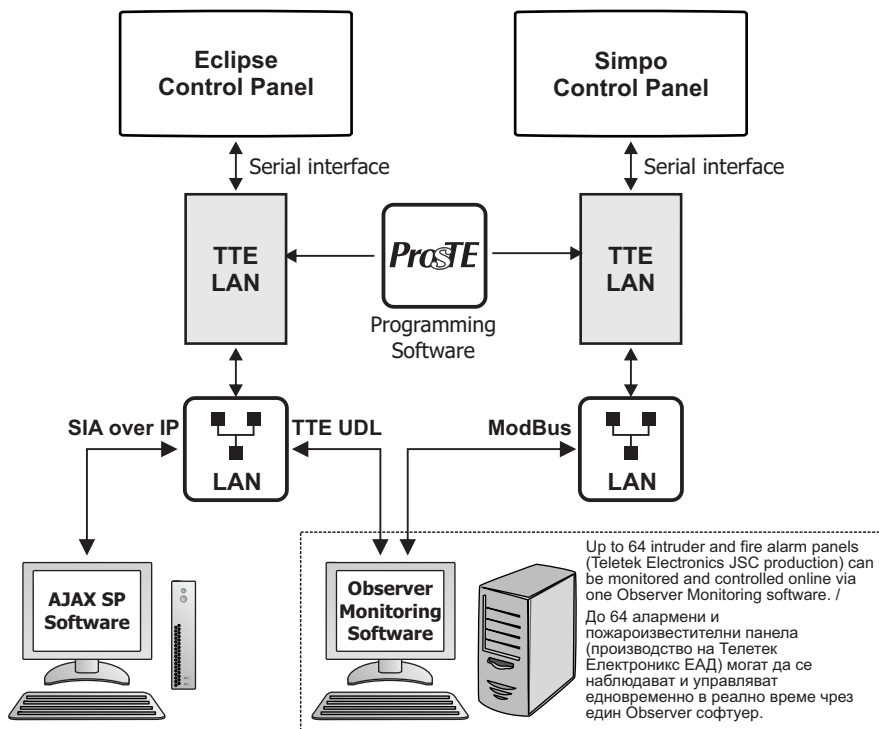 Eclipse
Control Panel
Simpo
Control Panel
Serial interface
Serial interface
TTE
LAN
ProsTE
TTE
LAN
Programming
Software
SIA over IP
TTE UDL
ModBus
LAN
LAN
AJAX SP
Software
Observer
Monitoring
Software
Up to 64 intruder and fire alarm panels
(Teletek Electronics JSC production) can
be monitored and controlled online via
one Observer Monitoring software. /
До 64 алармени и
пожароизвестителни панела
(производство на Телетек
Електроникс ЕАД) могат да се
наблюдават и управляват
едновременно в реално време чрез
един Observer софтуер.